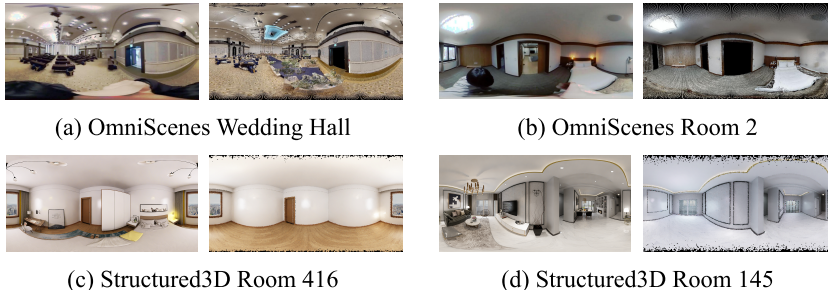 (a) OmniScenes Wedding Hall
(b) OmniScenes Room 2
(c) Structured3D Room 416
(d) Structured3D Room 145